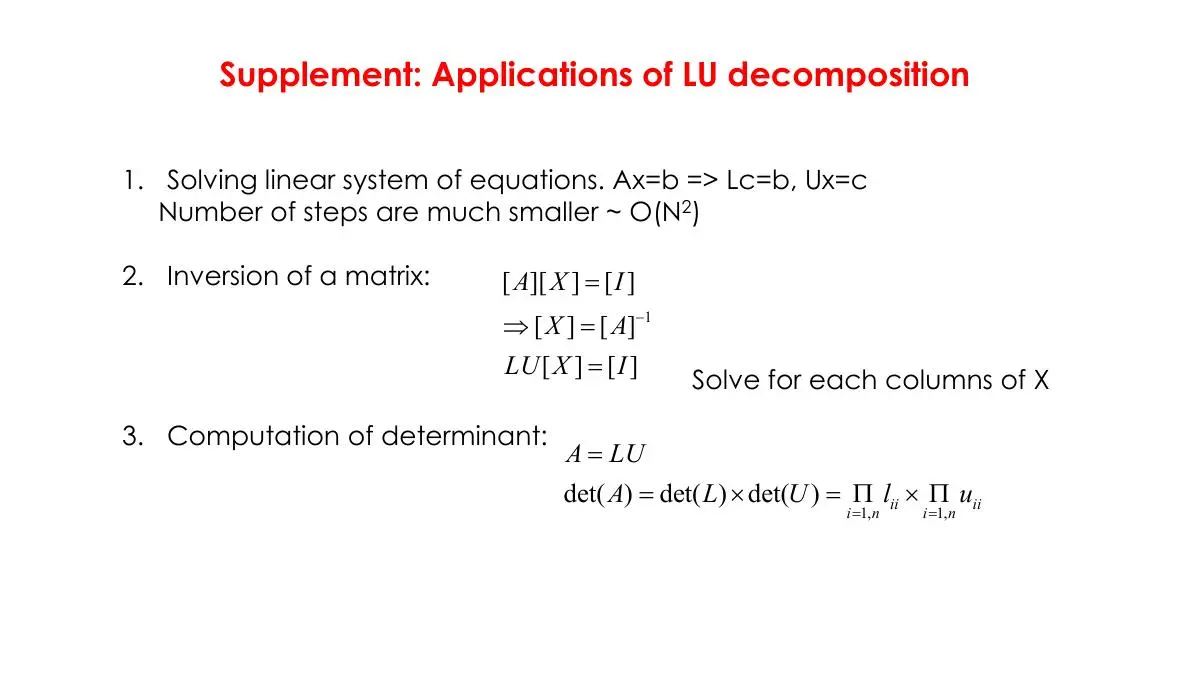 Supplement: Applications of LU decomposition
1. Solving linear system of equations. Ax=b => Lc=b, Ux=c
Number of steps are much smaller ~ O(N²)
2. Inversion of a matrix:
[A][X]=[I]
⇒[X]=[A]⁻¹
LU[X]=[I]
Solve for each columns of X
3. Computation of determinant:
A = LU
det(A) = det(L)×det(U) = Π l_ii × Π u_ii
i=1,n i=1,n